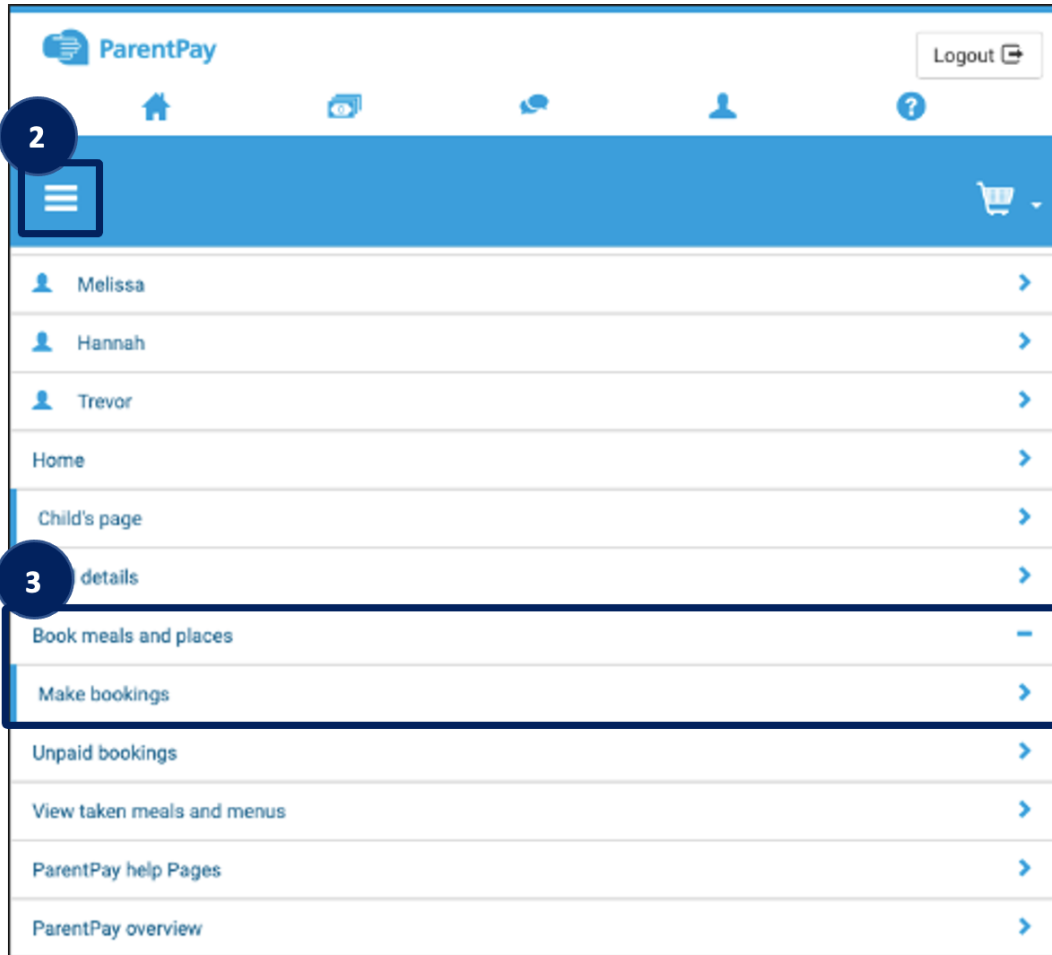 ParentPay
Logout
2
Melissa
Hannah
Trevor
Home
Child's page
3
details
Book meals and places
Make bookings
Unpaid bookings
View taken meals and menus
ParentPay help Pages
ParentPay overview